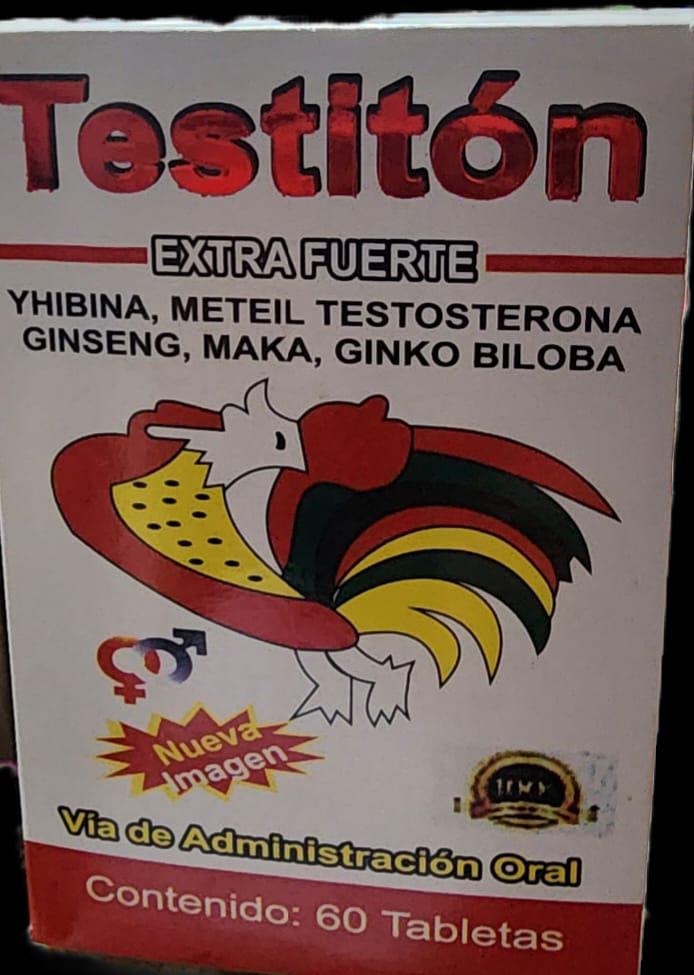 Testitón
EXTRA FUERTE
YHIBINA, METEIL TESTOSTERONA
GINSENG, MAKA, GINKO BILOBA
Nueva
Imagen
Vía de Administración Oral
Contenido: 60 Tabletas